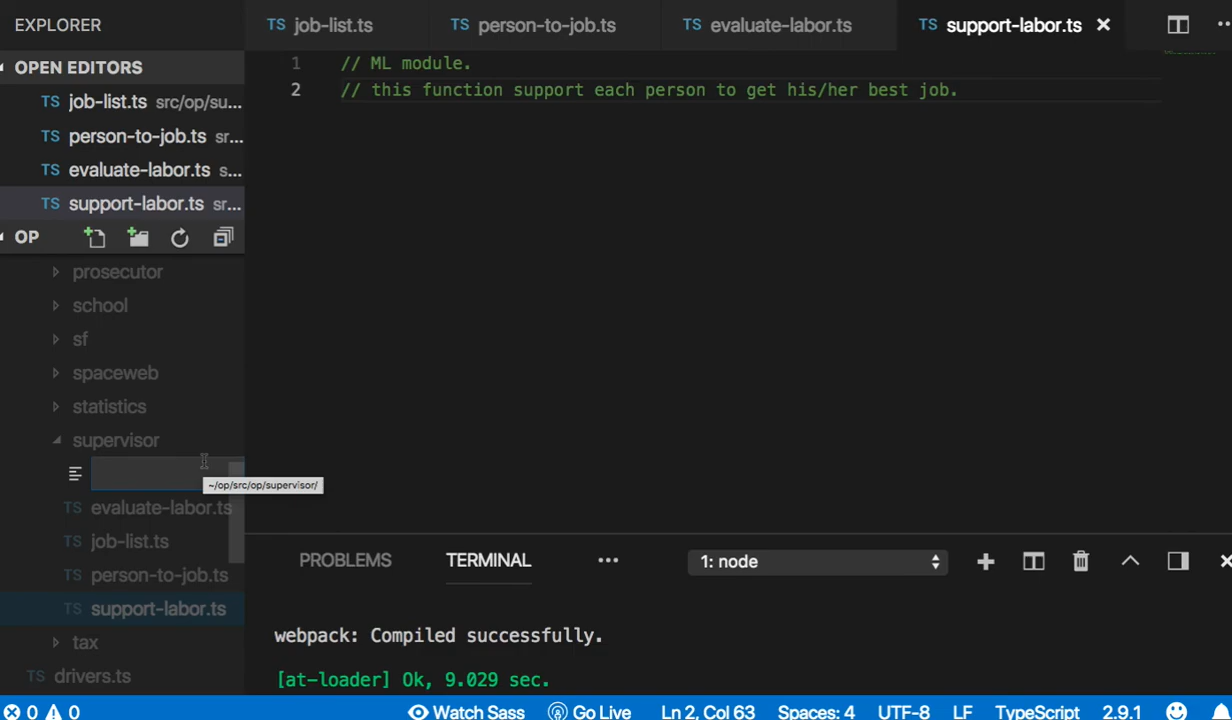 EXPLORER
job-list.ts
person-to-job.ts
evaluate-labor.ts
support-labor.ts
OPEN EDITORS
TS job-list.ts src/op/su...
TS person-to-job.ts sr...
TS evaluate-labor.ts s...
TS support-labor.ts sr...
OP
prosecutor
school
sf
spaceweb
statistics
supervisor
~/op/src/op/supervisor/
TS evaluate-labor.ts
TS job-list.ts
TS person-to-job.ts
TS support-labor.ts
tax
TS drivers.ts
1 // ML module.
2 // this function support each person to get his/her best job.
PROBLEMS TERMINAL ... 1: node
webpack: Compiled successfully.
[at-loader] Ok, 9.029 sec.
0 0 Watch Sass Go Live Ln 2, Col 63 Spaces: 4 UTF-8 LF TypeScript 2.9.1